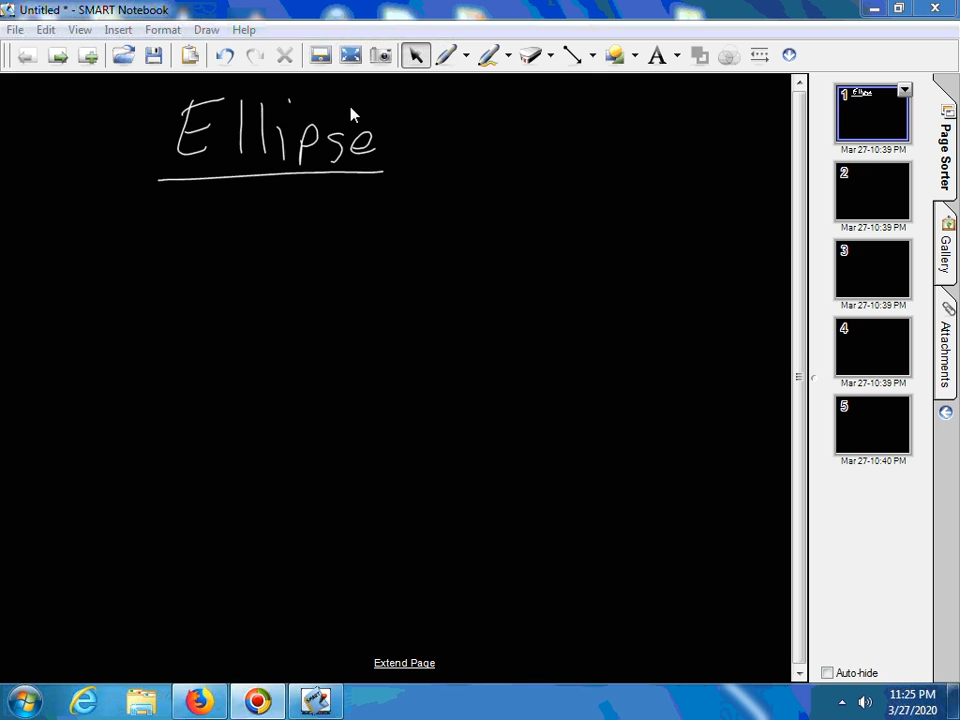 Untitled * - SMART Notebook
File Edit View Insert Format Draw Help
Ellipse
Extend Page
1 Ellipse
Mar 27-10:39 PM
2
Mar 27-10:39 PM
3
Mar 27-10:39 PM
4
Mar 27-10:39 PM
5
Mar 27-10:40 PM
Page Sorter
Gallery
Attachments
Auto-hide
11:25 PM
3/27/2020